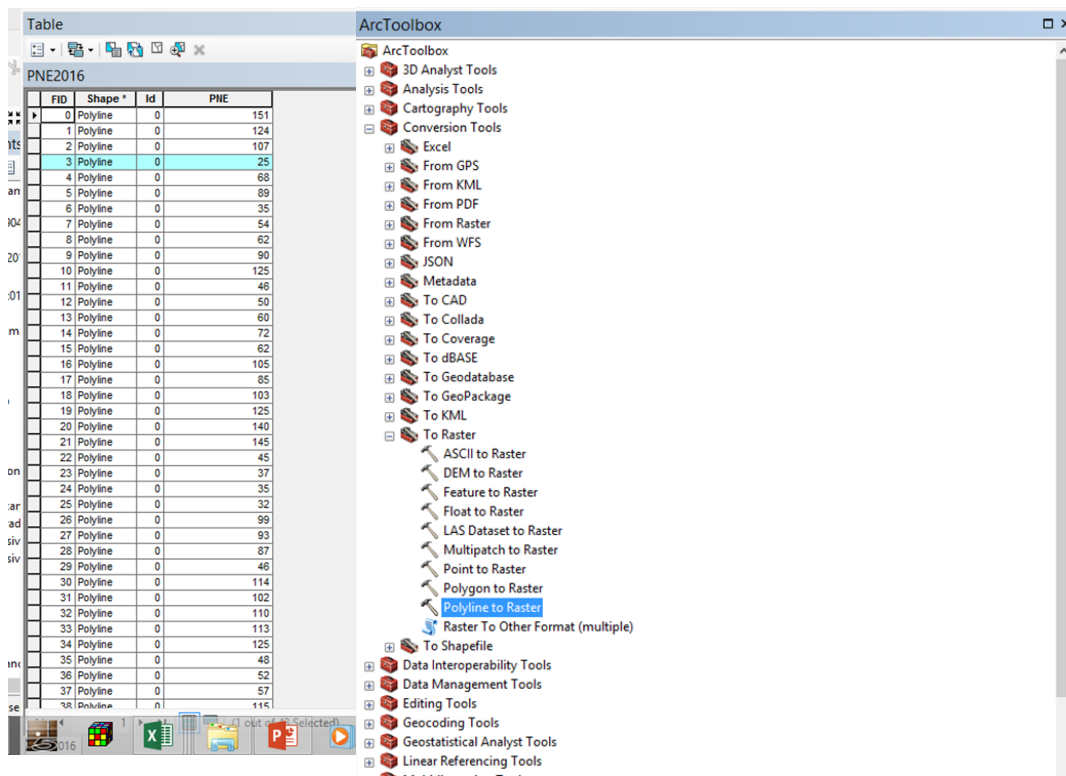 Table
PNE2016
FID Shape * Id PNE
0 Polyline 0 151
1 Polyline 0 124
2 Polyline 0 107
3 Polyline 0 25
4 Polyline 0 68
5 Polyline 0 89
6 Polyline 0 35
7 Polyline 0 54
8 Polyline 0 62
9 Polyline 0 90
10 Polyline 0 125
11 Polyline 0 46
12 Polyline 0 50
13 Polyline 0 60
14 Polyline 0 72
15 Polyline 0 62
16 Polyline 0 105
17 Polyline 0 85
18 Polyline 0 103
19 Polyline 0 125
20 Polyline 0 140
21 Polyline 0 145
22 Polyline 0 45
23 Polyline 0 37
24 Polyline 0 35
25 Polyline 0 32
26 Polyline 0 99
27 Polyline 0 93
28 Polyline 0 87
29 Polyline 0 46
30 Polyline 0 114
31 Polyline 0 102
32 Polyline 0 110
33 Polyline 0 113
34 Polyline 0 125
35 Polyline 0 48
36 Polyline 0 52
37 Polyline 0 57
38 Polyline 0 115
1 (1 out of 43 Selected)
2016
ArcToolbox
ArcToolbox
3D Analyst Tools
Analysis Tools
Cartography Tools
Conversion Tools
Excel
From GPS
From KML
From PDF
From Raster
From WFS
JSON
Metadata
To CAD
To Collada
To Coverage
To dBASE
To Geodatabase
To GeoPackage
To KML
To Raster
ASCII to Raster
DEM to Raster
Feature to Raster
Float to Raster
LAS Dataset to Raster
Multipatch to Raster
Point to Raster
Polygon to Raster
Polyline to Raster
Raster To Other Format (multiple)
To Shapefile
Data Interoperability Tools
Data Management Tools
Editing Tools
Geocoding Tools
Geostatistical Analyst Tools
Linear Referencing Tools